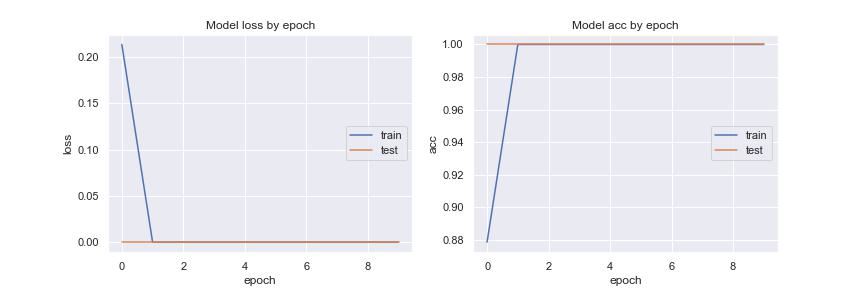 Model loss by epoch
0.20
0.15
0.10
0.05
0.00
loss
train
test
0 2 4 6 8
epoch
Model acc by epoch
1.00
0.98
0.96
0.94
0.92
0.90
0.88
acc
train
test
0 2 4 6 8
epoch